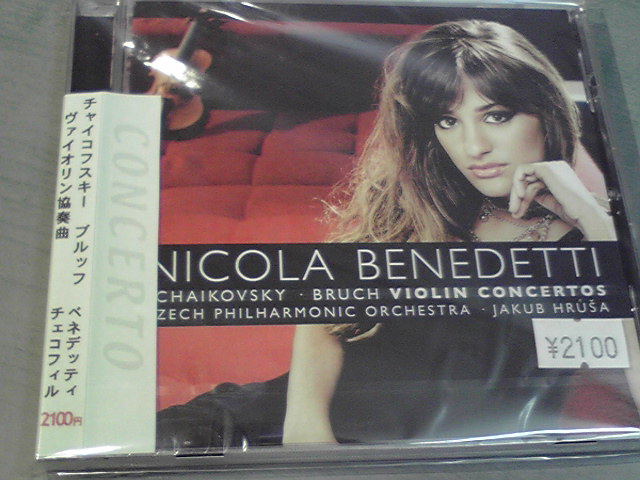 CONCERTO
チャイコフスキー ブルッフ
ヴァイオリン協奏曲
ベネデッティ
チェコフィル
2100円
NICOLA BENEDETTI
CHAIKOVSKY · BRUCH VIOLIN CONCERTOS
ZECH PHILHARMONIC ORCHESTRA · JAKUB HRŮŠA
¥2100